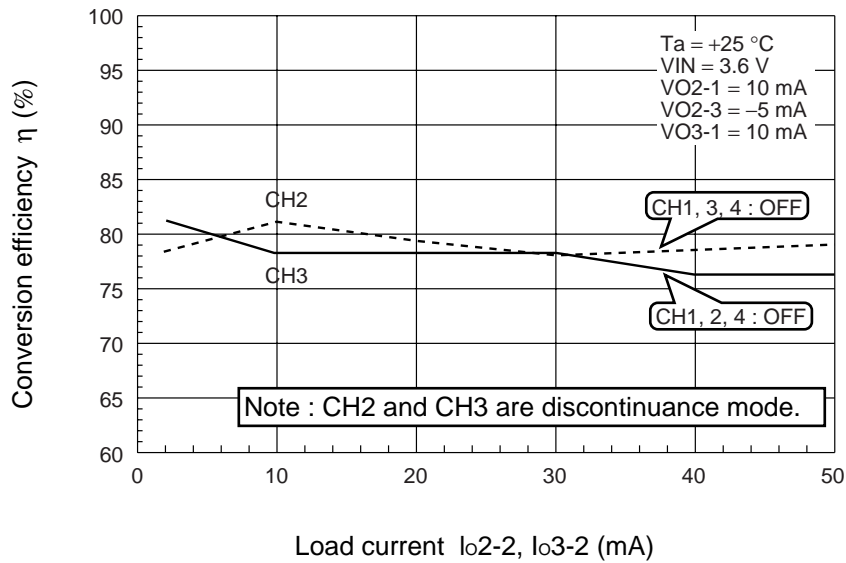 100
95
90
85
80
75
70
65
60
Conversion efficiency η (%)
Ta = +25 °C
VIN = 3.6 V
VO2-1 = 10 mA
VO2-3 = −5 mA
VO3-1 = 10 mA
CH2
CH1, 3, 4 : OFF
CH3
CH1, 2, 4 : OFF
Note : CH2 and CH3 are discontinuance mode.
0 10 20 30 40 50
Load current Io2-2, Io3-2 (mA)